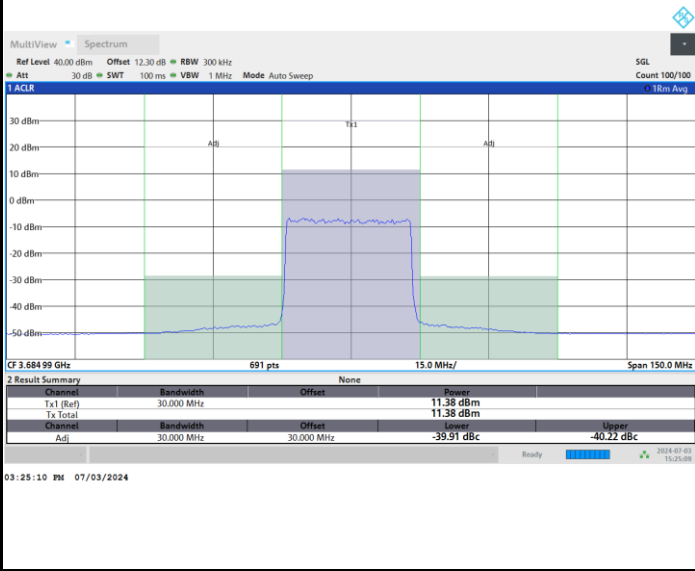 MultiView Spectrum
Ref Level 40.00 dBm Offset 12.30 dB RBW 300 kHz SGL
Att 30 dB SWT 100 ms VBW 1 MHz Mode Auto Sweep Count 100/100
1 ACLR 1Rm Avg
30 dBm
Tx1
20 dBm
Adj Adj
10 dBm
0 dBm
-10 dBm
-20 dBm
-30 dBm
-40 dBm
-50 dBm
CF 3.684 99 GHz 691 pts 15.0 MHz/ Span 150.0 MHz
2 Result Summary None
Channel Bandwidth Offset Power
Tx1 (Ref) 30.000 MHz 11.38 dBm
Tx Total 11.38 dBm
Channel Bandwidth Offset Lower Upper
Adj 30.000 MHz 30.000 MHz -39.91 dBc -40.22 dBc
Ready 2024-07-03
15:25:09
03:25:10 PM 07/03/2024